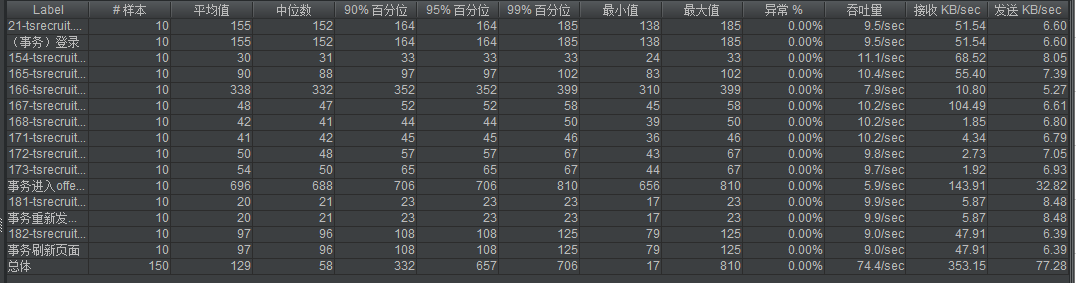 Label # 样本 平均值 中位数 90% 百分位 95% 百分位 99% 百分位 最小值 最大值 异常 % 吞吐量 接收 KB/sec 发送 KB/sec
21-tsrecruit.... 10 155 152 164 164 185 138 185 0.00% 9.5/sec 51.54 6.60
（事务）登录 10 155 152 164 164 185 138 185 0.00% 9.5/sec 51.54 6.60
154-tsrecruit... 10 30 31 33 33 33 24 33 0.00% 11.1/sec 68.52 8.05
165-tsrecruit... 10 90 88 97 97 102 83 102 0.00% 10.4/sec 55.40 7.39
166-tsrecruit... 10 338 332 352 352 399 310 399 0.00% 7.9/sec 10.80 5.27
167-tsrecruit... 10 48 47 52 52 58 45 58 0.00% 10.2/sec 104.49 6.61
168-tsrecruit... 10 42 41 44 44 50 39 50 0.00% 10.2/sec 1.85 6.80
171-tsrecruit... 10 41 42 45 45 46 36 46 0.00% 10.2/sec 4.34 6.79
172-tsrecruit... 10 50 48 57 57 67 43 67 0.00% 9.8/sec 2.73 7.05
173-tsrecruit... 10 54 50 65 65 67 44 67 0.00% 9.7/sec 1.92 6.93
事务进入offe... 10 696 688 706 706 810 656 810 0.00% 5.9/sec 143.91 32.82
181-tsrecruit... 10 20 21 23 23 23 17 23 0.00% 9.9/sec 5.87 8.48
事务重新发... 10 20 21 23 23 23 17 23 0.00% 9.9/sec 5.87 8.48
182-tsrecruit... 10 97 96 108 108 125 79 125 0.00% 9.0/sec 47.91 6.39
事务刷新页面 10 97 96 108 108 125 79 125 0.00% 9.0/sec 47.91 6.39
总体 150 129 58 332 657 706 17 810 0.00% 74.4/sec 353.15 77.28